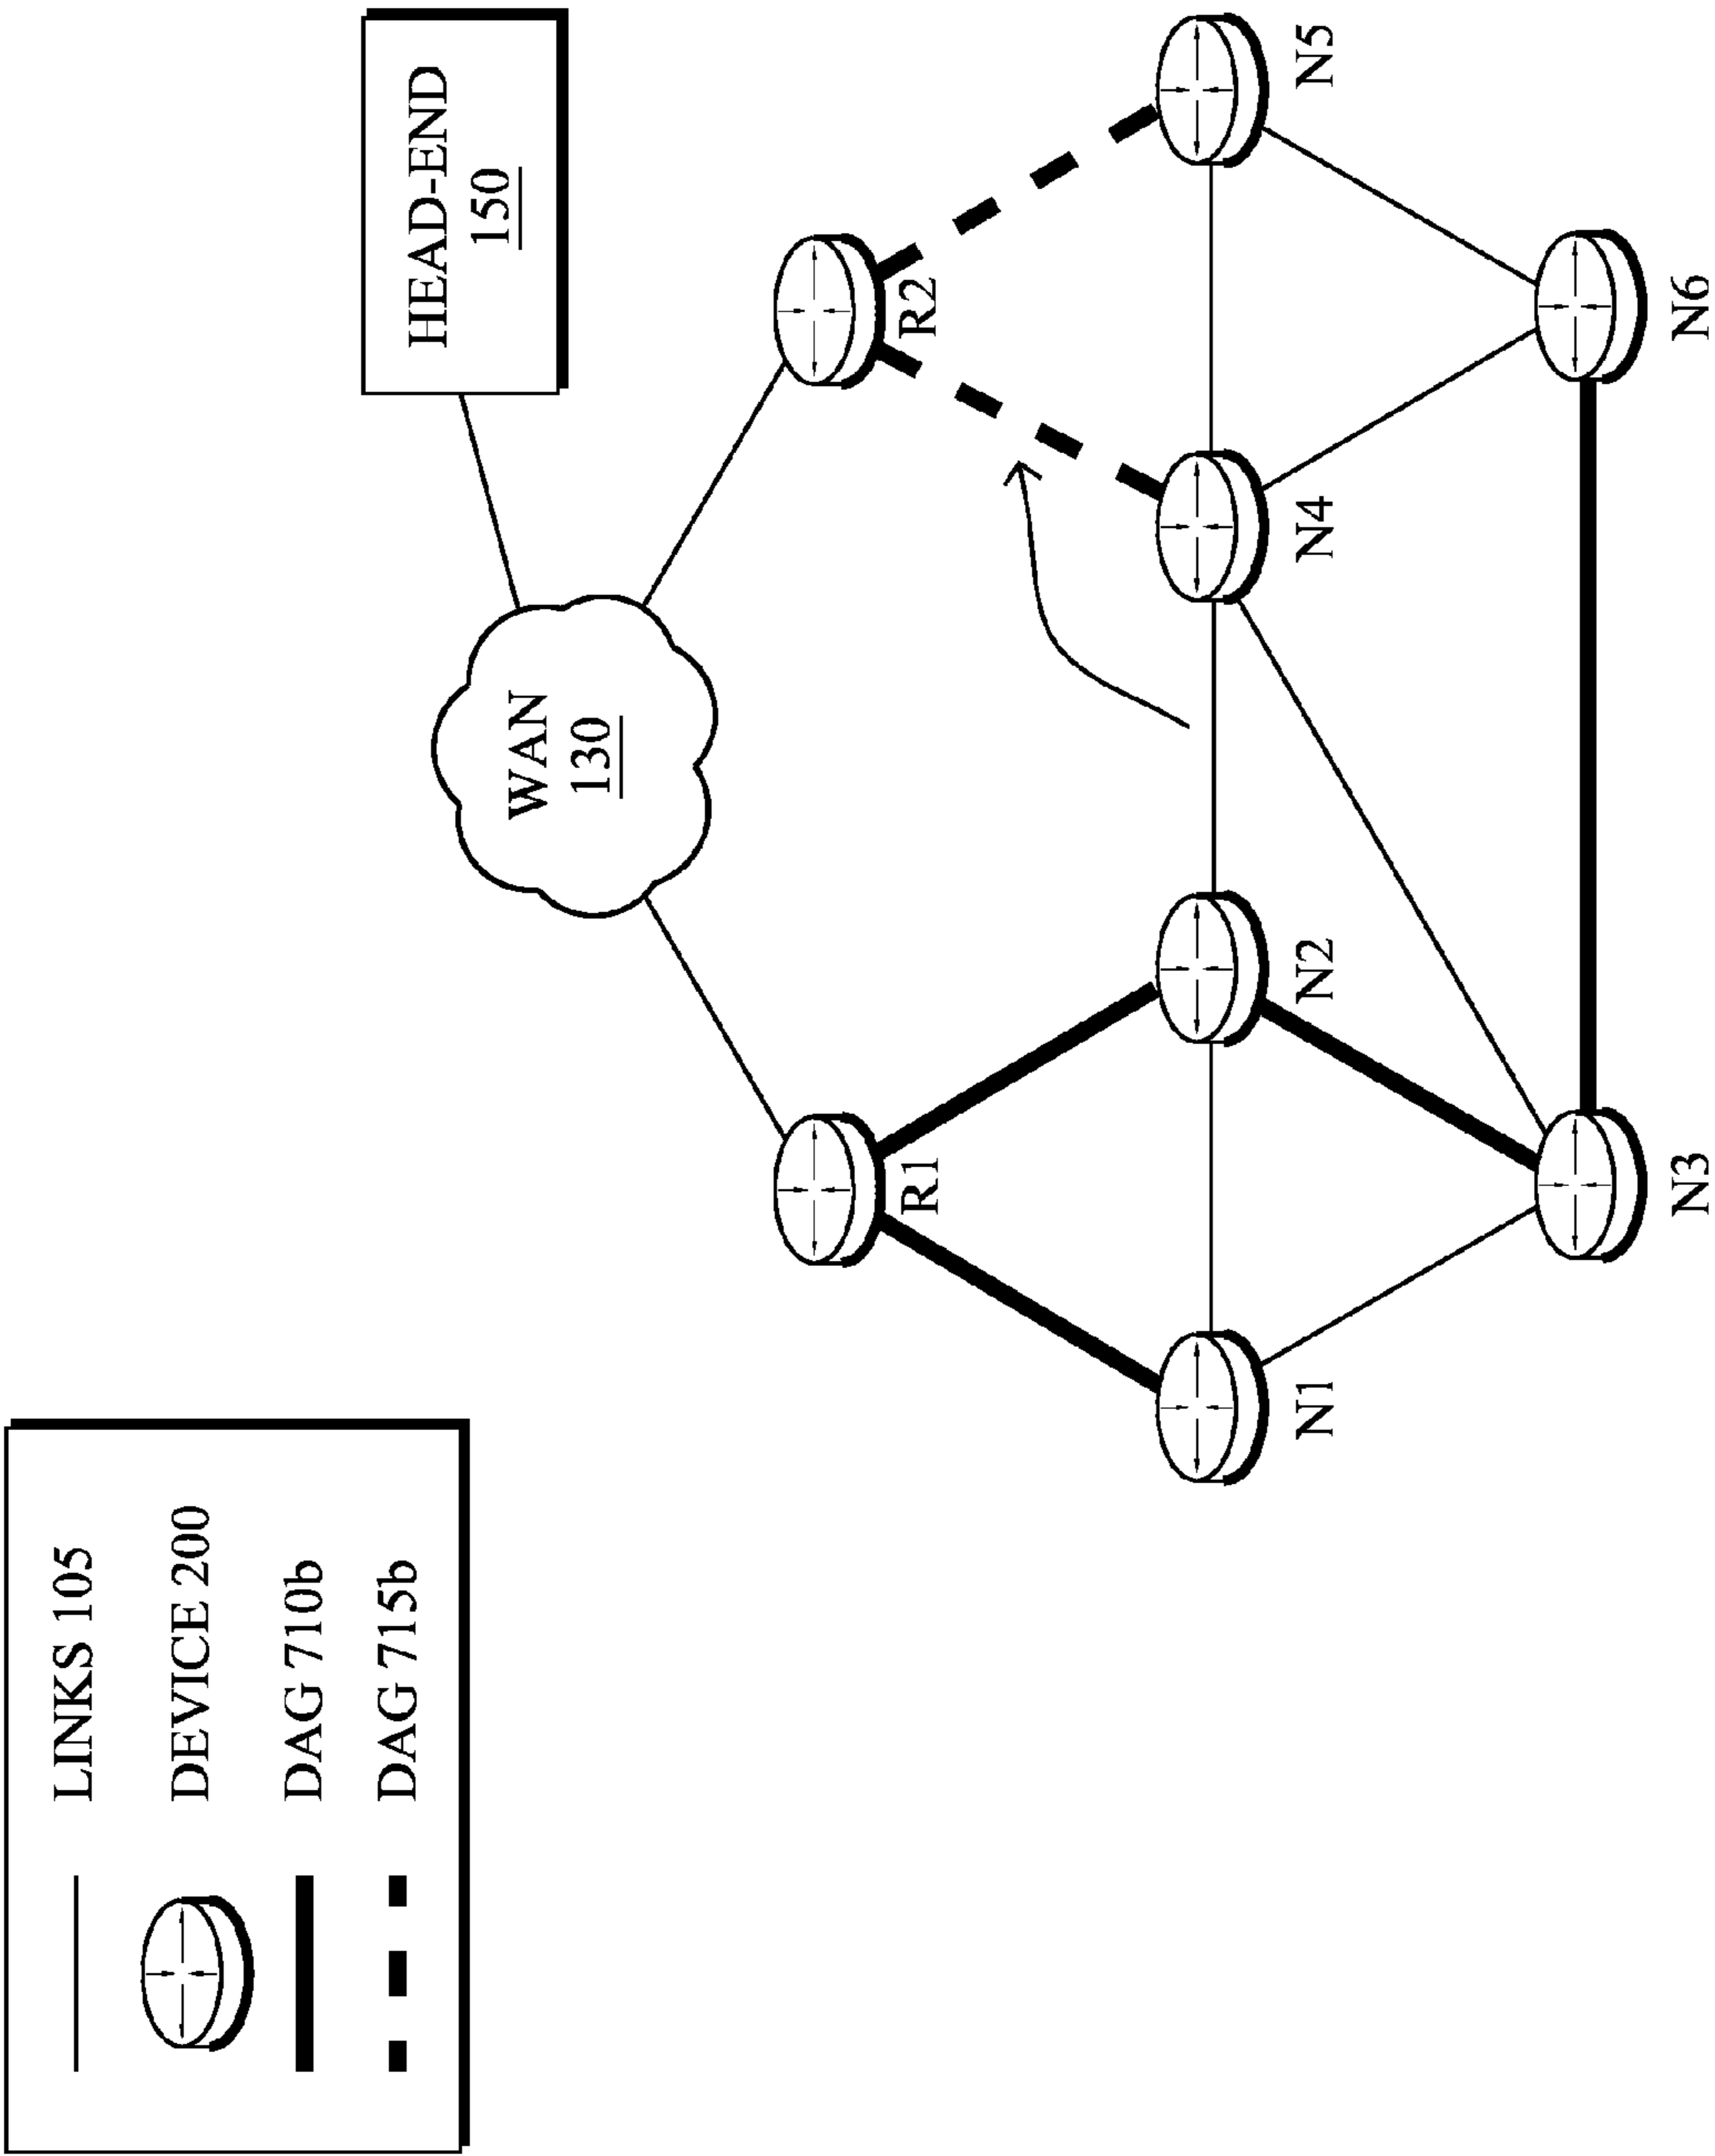 LINKS 105
DEVICE 200
DAG 710b
DAG 715b
HEAD-END
150
WAN
130
R1
R2
N1
N2
N4
N5
N3
N6